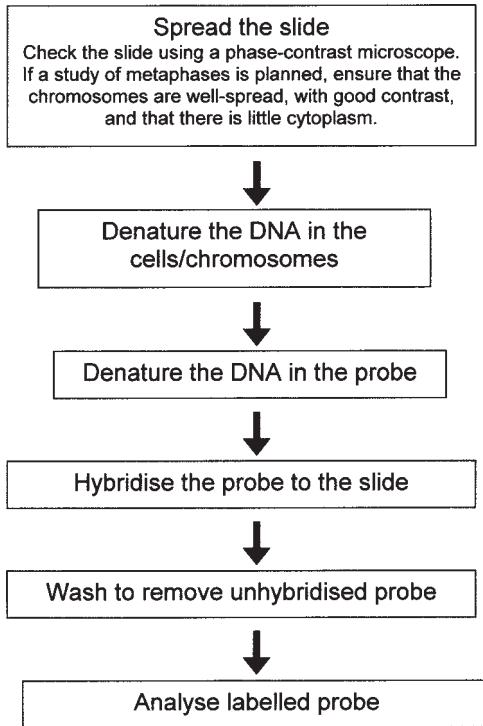 Spread the slide
Check the slide using a phase-contrast microscope.
If a study of metaphases is planned, ensure that the
chromosomes are well-spread, with good contrast,
and that there is little cytoplasm.
Denature the DNA in the
cells/chromosomes
Denature the DNA in the probe
Hybridise the probe to the slide
Wash to remove unhybridised probe
Analyse labelled probe